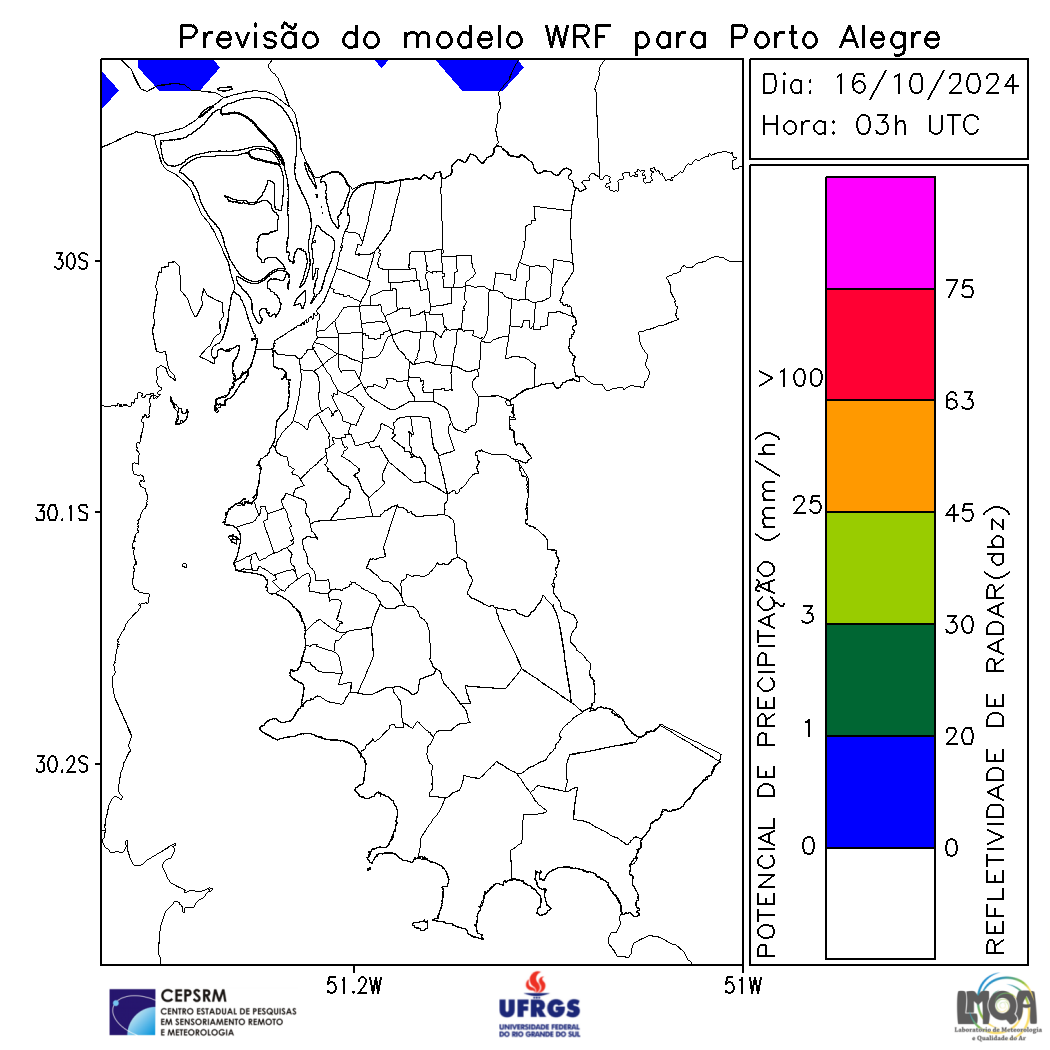 Previsão do modelo WRF para Porto Alegre
Dia: 16/10/2024
Hora: 03h UTC
30S
30.1S
30.2S
51.2W
51W
POTENCIAL DE PRECIPITAÇÃO (mm/h)
>100
25
3
1
0
75
63
45
30
20
0
REFLETIVIDADE DE RADAR(dbz)
CEPSRM
CENTRO ESTADUAL DE PESQUISAS
EM SENSORIAMENTO REMOTO
E METEOROLOGIA
UFRGS
UNIVERSIDADE FEDERAL
DO RIO GRANDE DO SUL
LMQA
Laboratório de Meteorologia
e Qualidade do Ar